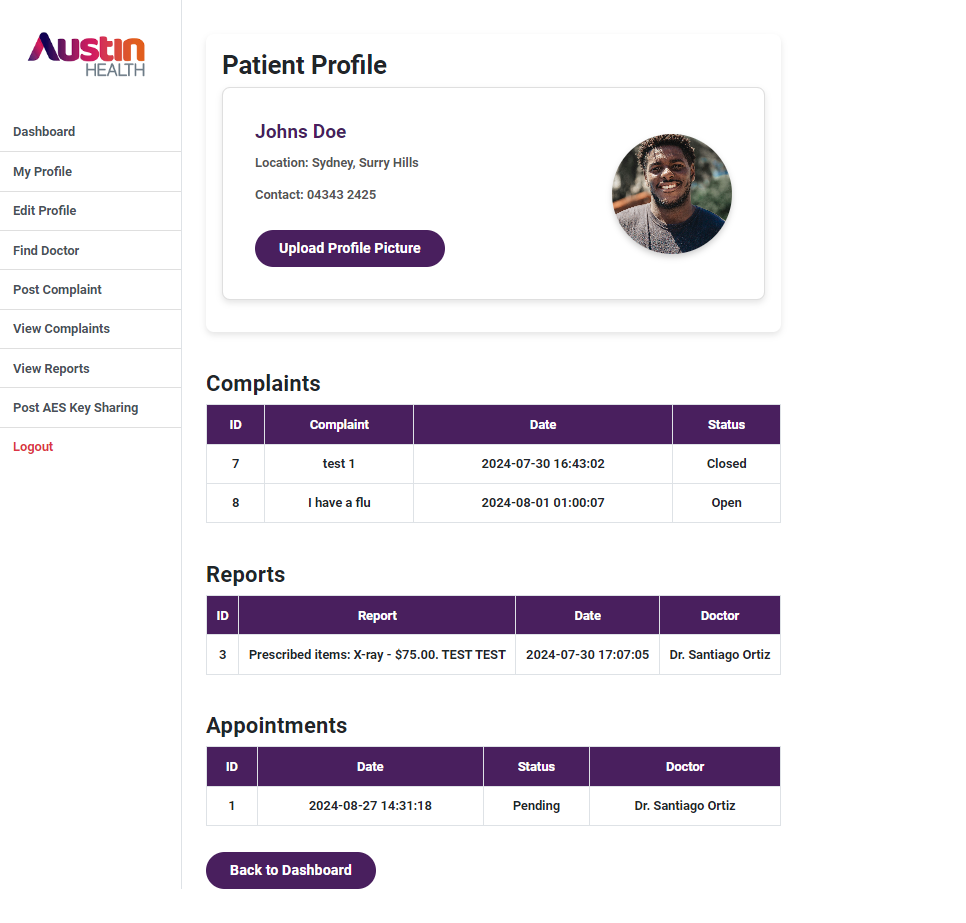 Austin
HEALTH
Dashboard
My Profile
Edit Profile
Find Doctor
Post Complaint
View Complaints
View Reports
Post AES Key Sharing
Logout
Patient Profile
Johns Doe
Location: Sydney, Surry Hills
Contact: 04343 2425
Upload Profile Picture
Complaints
ID Complaint Date Status
7 test 1 2024-07-30 16:43:02 Closed
8 I have a flu 2024-08-01 01:00:07 Open
Reports
ID Report Date Doctor
3 Prescribed items: X-ray - $75.00. TEST TEST 2024-07-30 17:07:05 Dr. Santiago Ortiz
Appointments
ID Date Status Doctor
1 2024-08-27 14:31:18 Pending Dr. Santiago Ortiz
Back to Dashboard